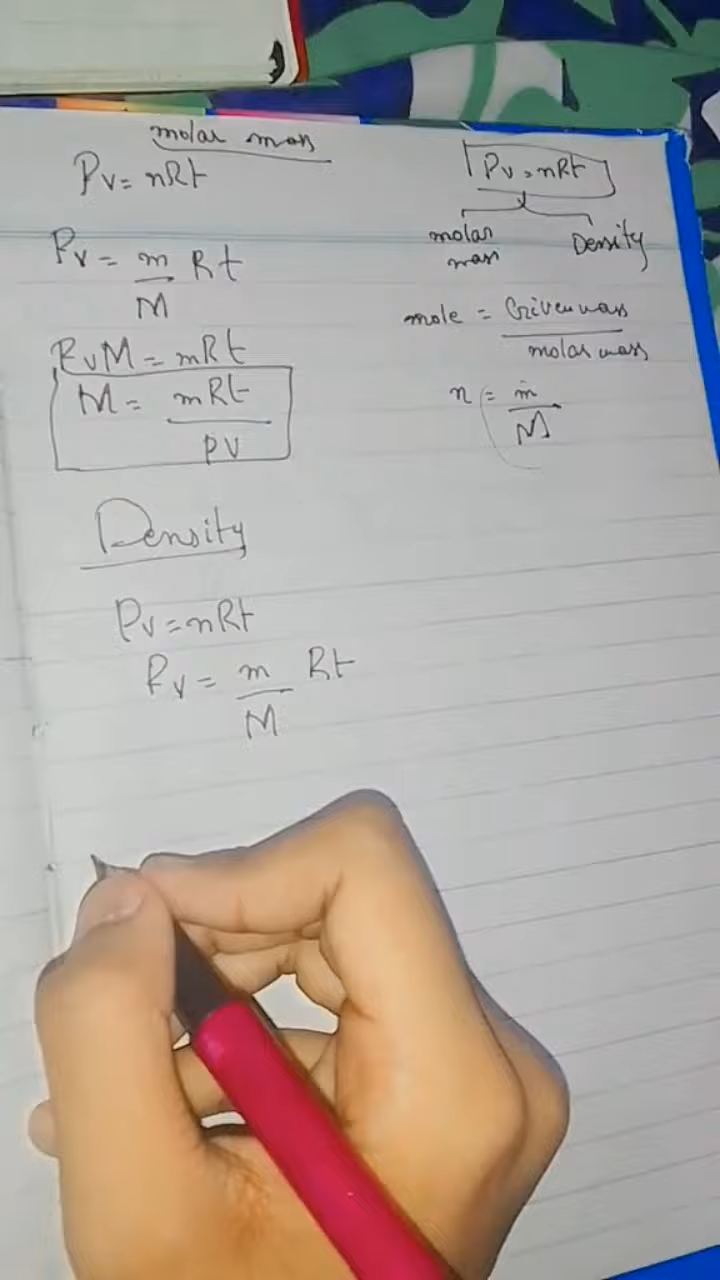 molar mass
PV = nRt
PV = m/M Rt
PVM = mRt
M = mRt/PV
PV = nRt
molar mass
Density
mole = Given mass/molar mass
n = m/M
Density
PV = nRt
PV = m/M Rt